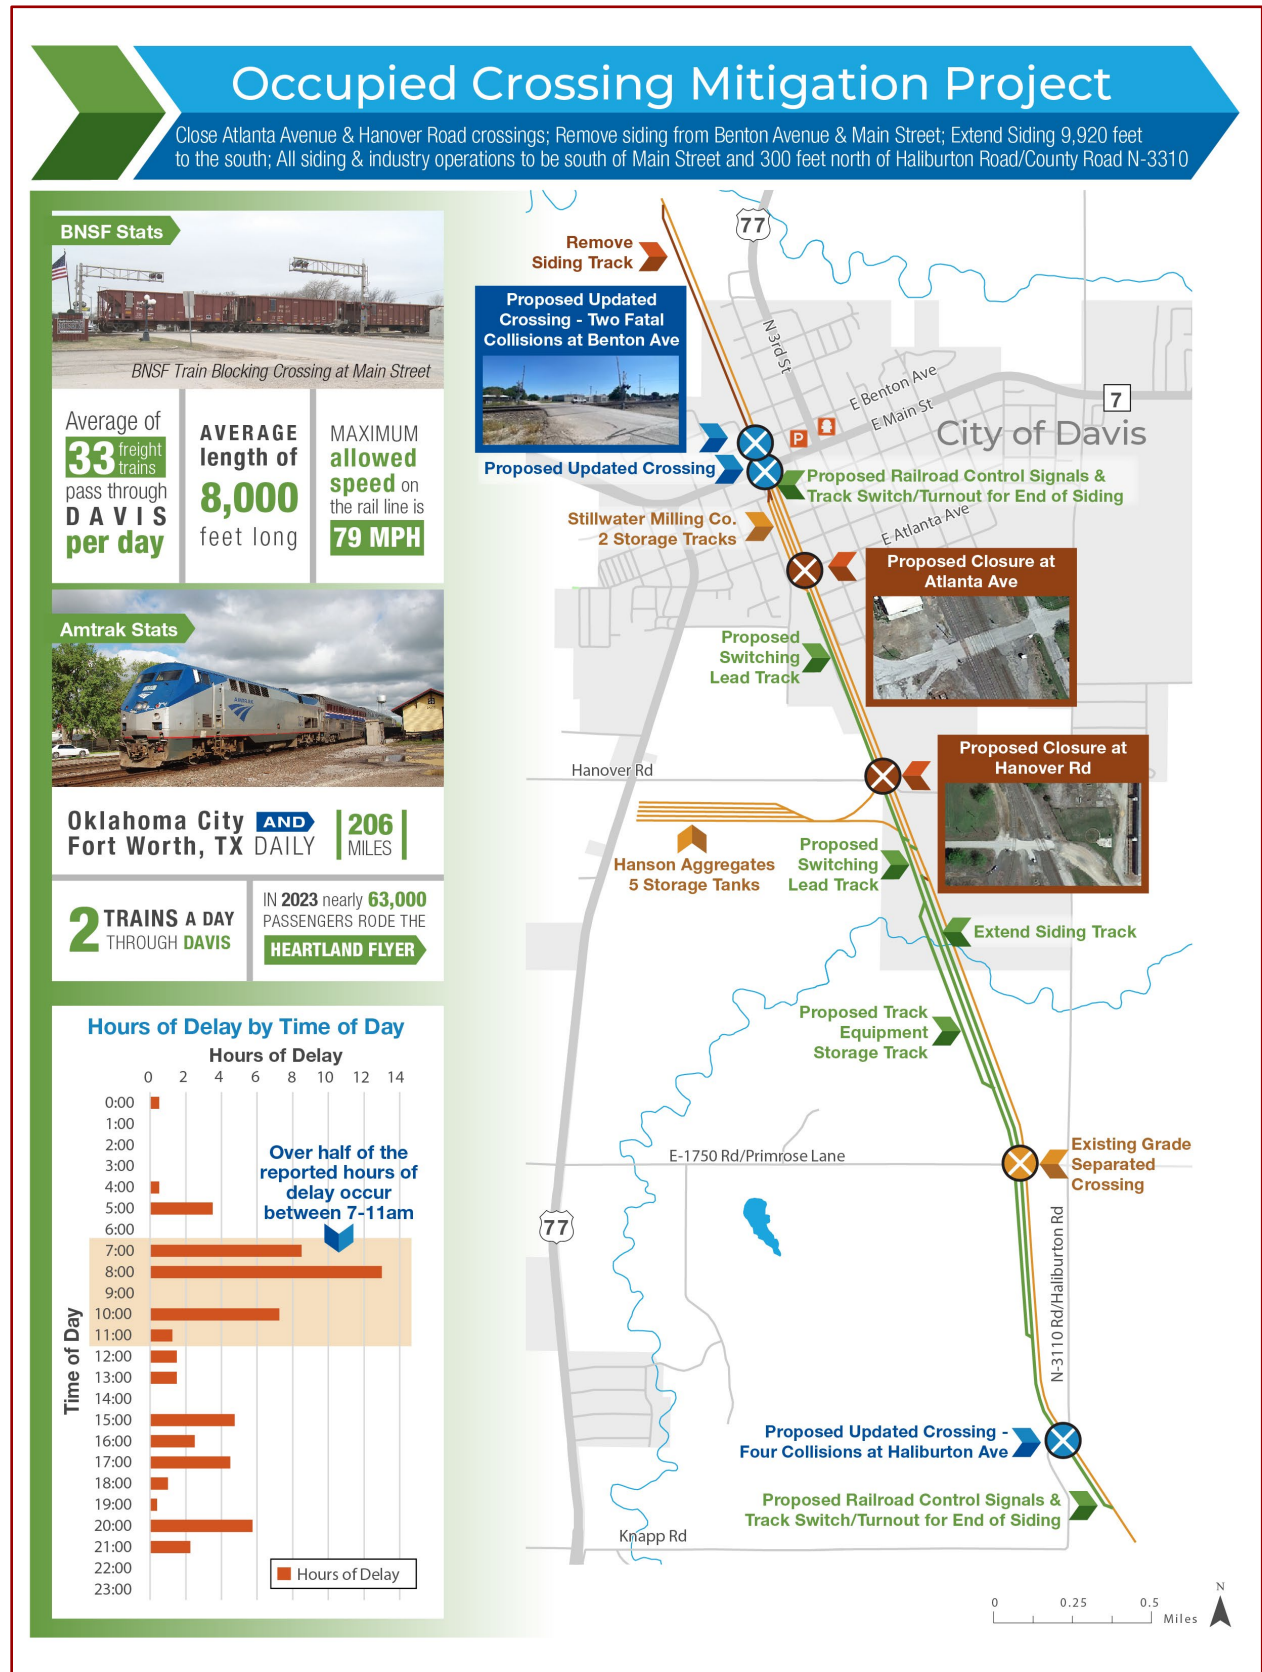 Occupied Crossing Mitigation Project
Close Atlanta Avenue & Hanover Road crossings; Remove siding from Benton Avenue & Main Street; Extend Siding 9,920 feet
to the south; All siding & industry operations to be south of Main Street and 300 feet north of Haliburton Road/County Road N-3310
BNSF Stats
BNSF Train Blocking Crossing at Main Street
Average of
33 freight trains
pass through
DAVIS
per day
AVERAGE
length of
8,000
feet long
MAXIMUM
allowed
speed on
the rail line is
79 MPH
Amtrak Stats
Oklahoma City AND
Fort Worth, TX DAILY
206
MILES
2 TRAINS A DAY
THROUGH DAVIS
IN 2023 nearly 63,000
PASSENGERS RODE THE
HEARTLAND FLYER
Hours of Delay by Time of Day
Hours of Delay
0 2 4 6 8 10 12 14
Time of Day
0:00
1:00
2:00
3:00
4:00
5:00
6:00
7:00
8:00
9:00
10:00
11:00
12:00
13:00
14:00
15:00
16:00
17:00
18:00
19:00
20:00
21:00
22:00
23:00
Over half of the
reported hours of
delay occur
between 7-11am
Hours of Delay
77
Remove
Siding Track
Proposed Updated
Crossing - Two Fatal
Collisions at Benton Ave
N 3rd St
E Benton Ave
E Main St
7
City of Davis
P
Proposed Updated Crossing
Proposed Railroad Control Signals &
Track Switch/Turnout for End of Siding
Stillwater Milling Co.
2 Storage Tracks
E Atlanta Ave
Proposed Closure at
Atlanta Ave
Proposed
Switching
Lead Track
Proposed Closure at
Hanover Rd
Hanover Rd
Hanson Aggregates
5 Storage Tanks
Proposed
Switching
Lead Track
Extend Siding Track
Proposed Track
Equipment
Storage Track
E-1750 Rd/Primrose Lane
Existing Grade
Separated
Crossing
77
N-3110 Rd/Haliburton Rd
Proposed Updated Crossing -
Four Collisions at Haliburton Ave
Proposed Railroad Control Signals &
Track Switch/Turnout for End of Siding
Knapp Rd
0 0.25 0.5
Miles
N